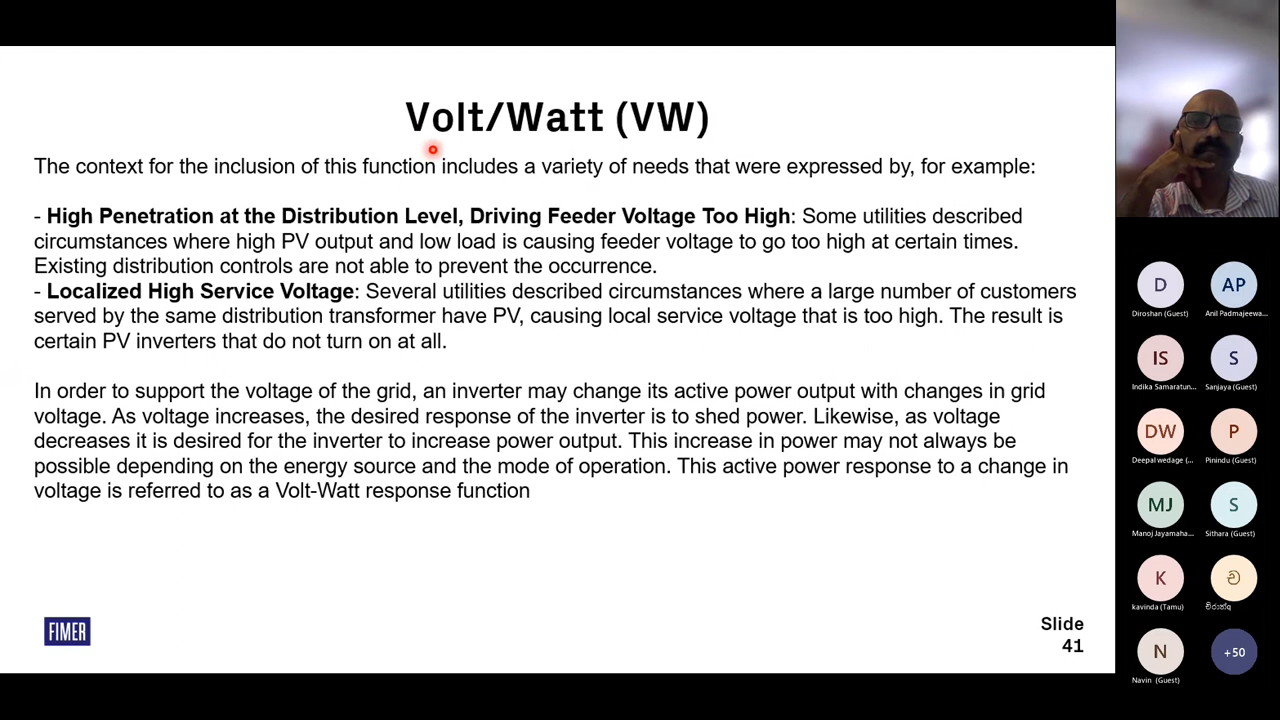 Volt/Watt (VW)
The context for the inclusion of this function includes a variety of needs that were expressed by, for example:
- High Penetration at the Distribution Level, Driving Feeder Voltage Too High: Some utilities described
circumstances where high PV output and low load is causing feeder voltage to go too high at certain times.
Existing distribution controls are not able to prevent the occurrence.
- Localized High Service Voltage: Several utilities described circumstances where a large number of customers
served by the same distribution transformer have PV, causing local service voltage that is too high. The result is
certain PV inverters that do not turn on at all.
In order to support the voltage of the grid, an inverter may change its active power output with changes in grid
voltage. As voltage increases, the desired response of the inverter is to shed power. Likewise, as voltage
decreases it is desired for the inverter to increase power output. This increase in power may not always be
possible depending on the energy source and the mode of operation. This active power response to a change in
voltage is referred to as a Volt-Watt response function
FIMER
Slide
41
D AP
Diroshan (Guest) Anil Padmajeewa...
IS S
Indika Samaratun... Sanjaya (Guest)
DW P
Deepal wedage (... Pinindu (Guest)
MJ S
Manoj Jayamaha... Sithara (Guest)
K ච
kavinda (Tamu)
N +50
Navin (Guest)